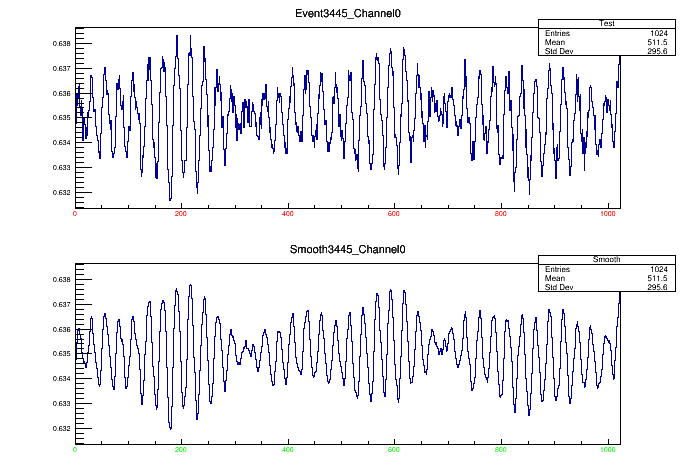 Event3445_Channel0
Test
Entries 1024
Mean 511.5
Std Dev 295.6
0.638
0.637
0.636
0.635
0.634
0.633
0.632
0 200 400 600 800 1000
Smooth3445_Channel0
Smooth
Entries 1024
Mean 511.5
Std Dev 295.6
0.638
0.637
0.636
0.635
0.634
0.633
0.632
0 200 400 600 800 1000